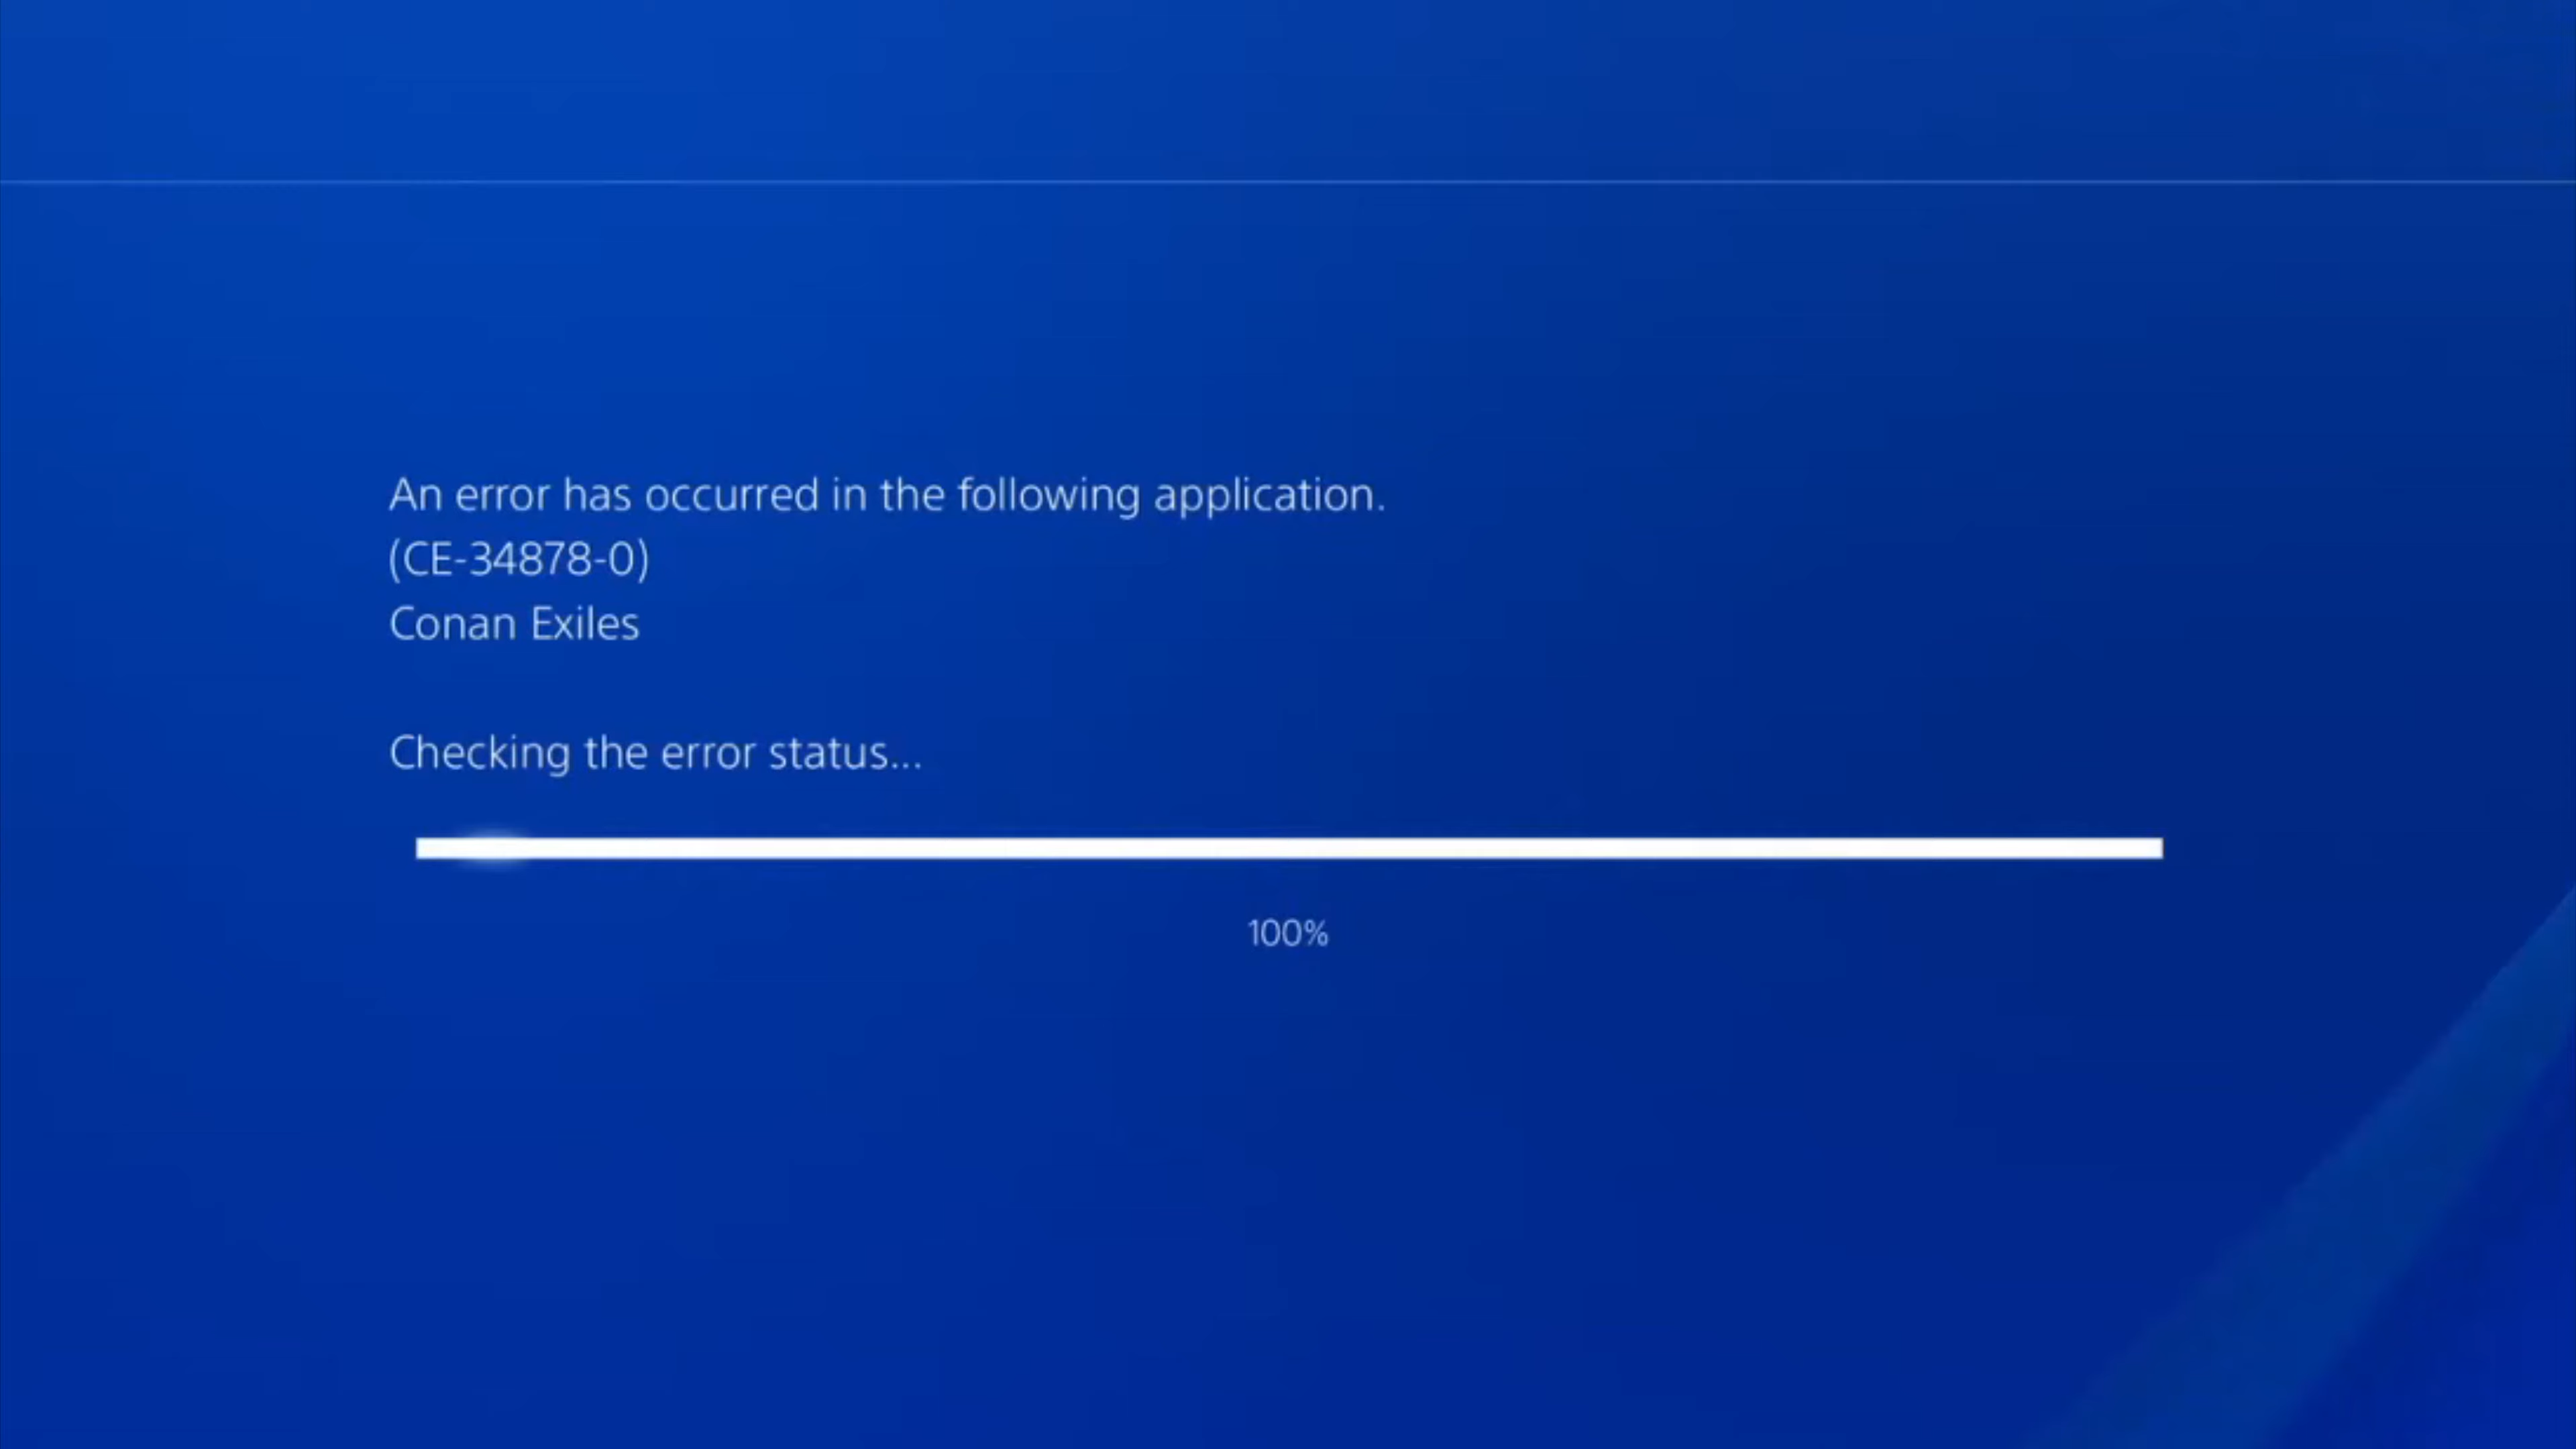 An error has occurred in the following application.
(CE-34878-0)
Conan Exiles
Checking the error status...
100%